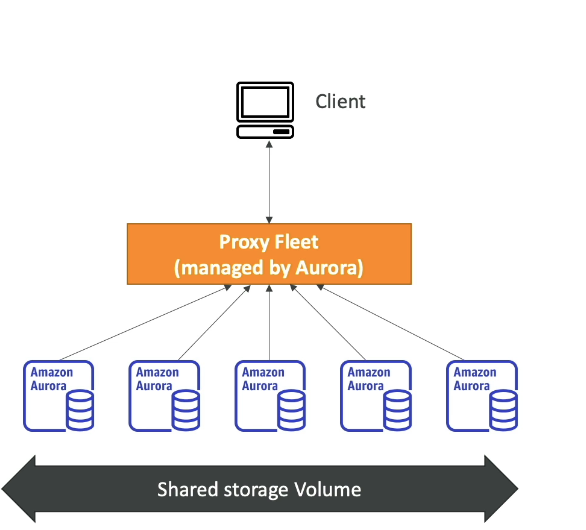 Client
Proxy Fleet
(managed by Aurora)
Amazon
Aurora
Amazon
Aurora
Amazon
Aurora
Amazon
Aurora
Amazon
Aurora
Shared storage Volume